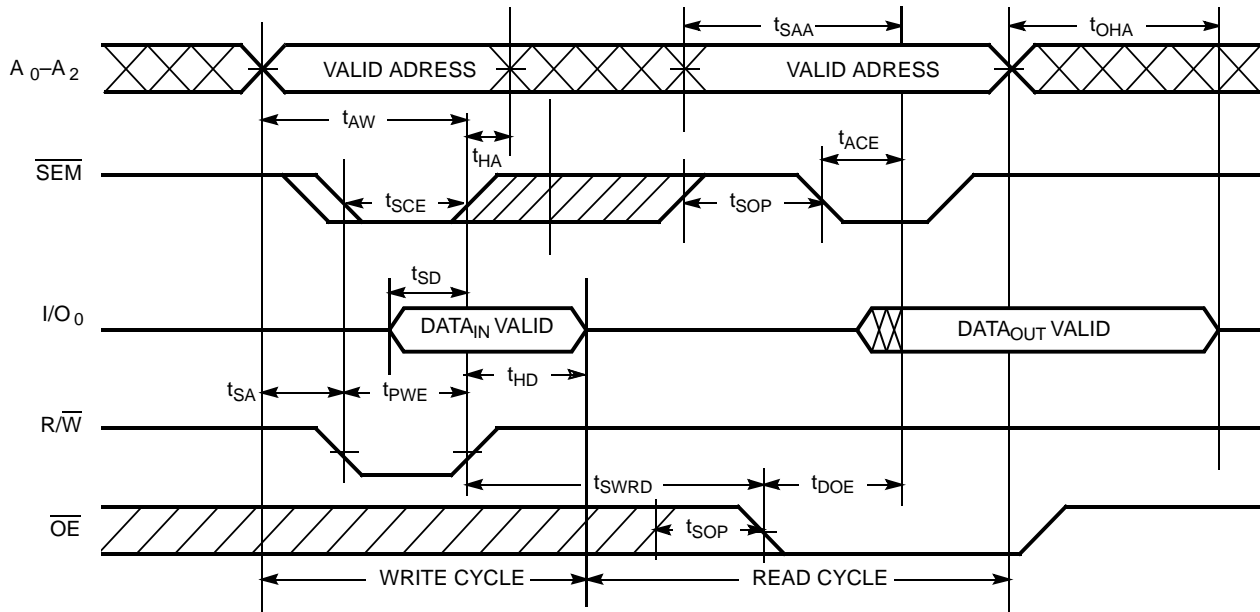 tSAA
tOHA
A0–A2
VALID ADRESS
VALID ADRESS
tAW
tHA
tACE
SEM
tSCE
tSOP
tSD
I/O0
DATAIN VALID
DATAOUT VALID
tSA
tPWE
tHD
R/W
tSWRD
tDOE
OE
tSOP
WRITE CYCLE
READ CYCLE